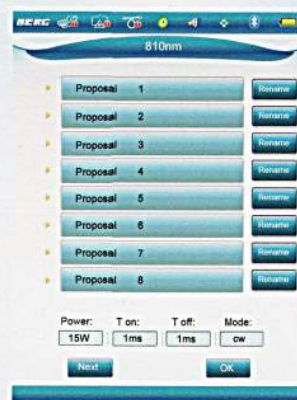 BERG
810nm
Proposal 1 Rename
Proposal 2 Rename
Proposal 3 Rename
Proposal 4 Rename
Proposal 5 Rename
Proposal 6 Rename
Proposal 7 Rename
Proposal 8 Rename
Power: T on: T off: Mode:
15W 1ms 1ms cw
Next OK